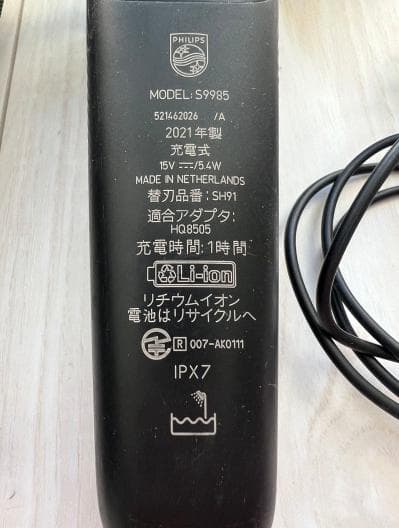 PHILIPS
MODEL: S9985
521462026 /A
2021年製
充電式
15V ⎓/5.4W
MADE IN NETHERLANDS
替刃品番: SH91
適合アダプタ:
HQ8505
充電時間: 1時間
Li-ion
リチウムイオン
電池はリサイクルへ
R 007-AK0111
IPX7